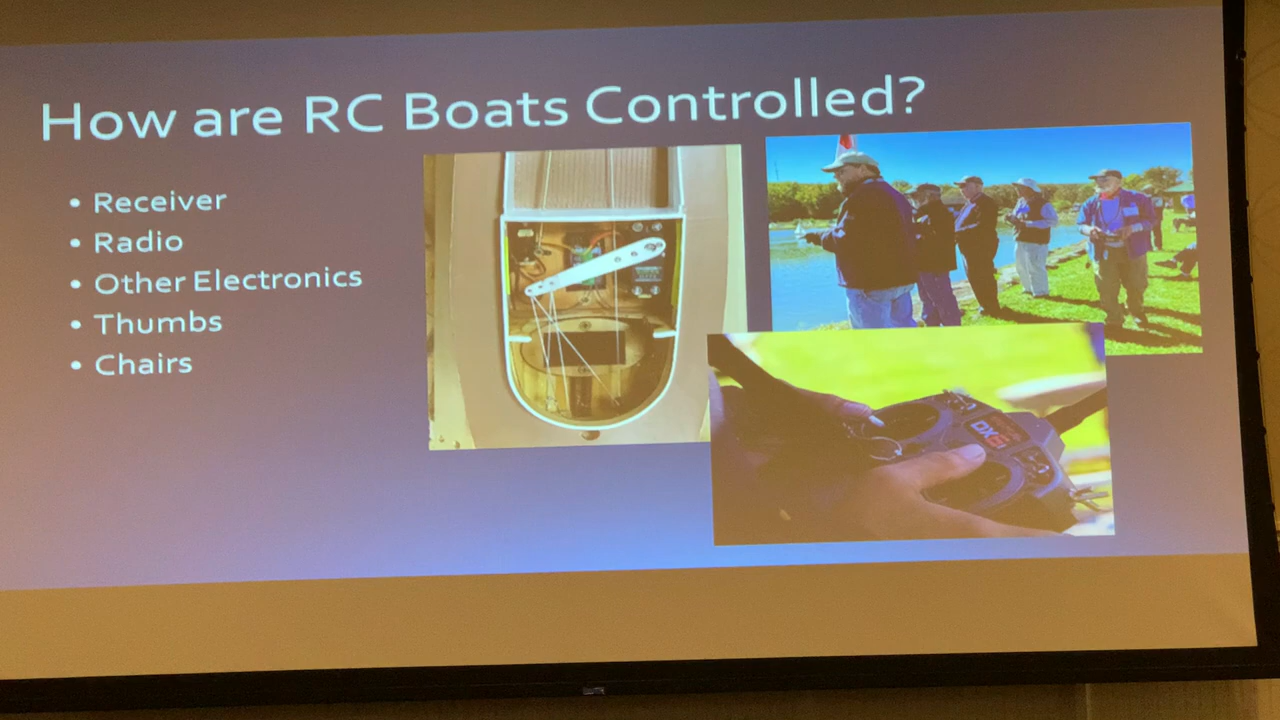 How are RC Boats Controlled?
• Receiver
• Radio
• Other Electronics
• Thumbs
• Chairs